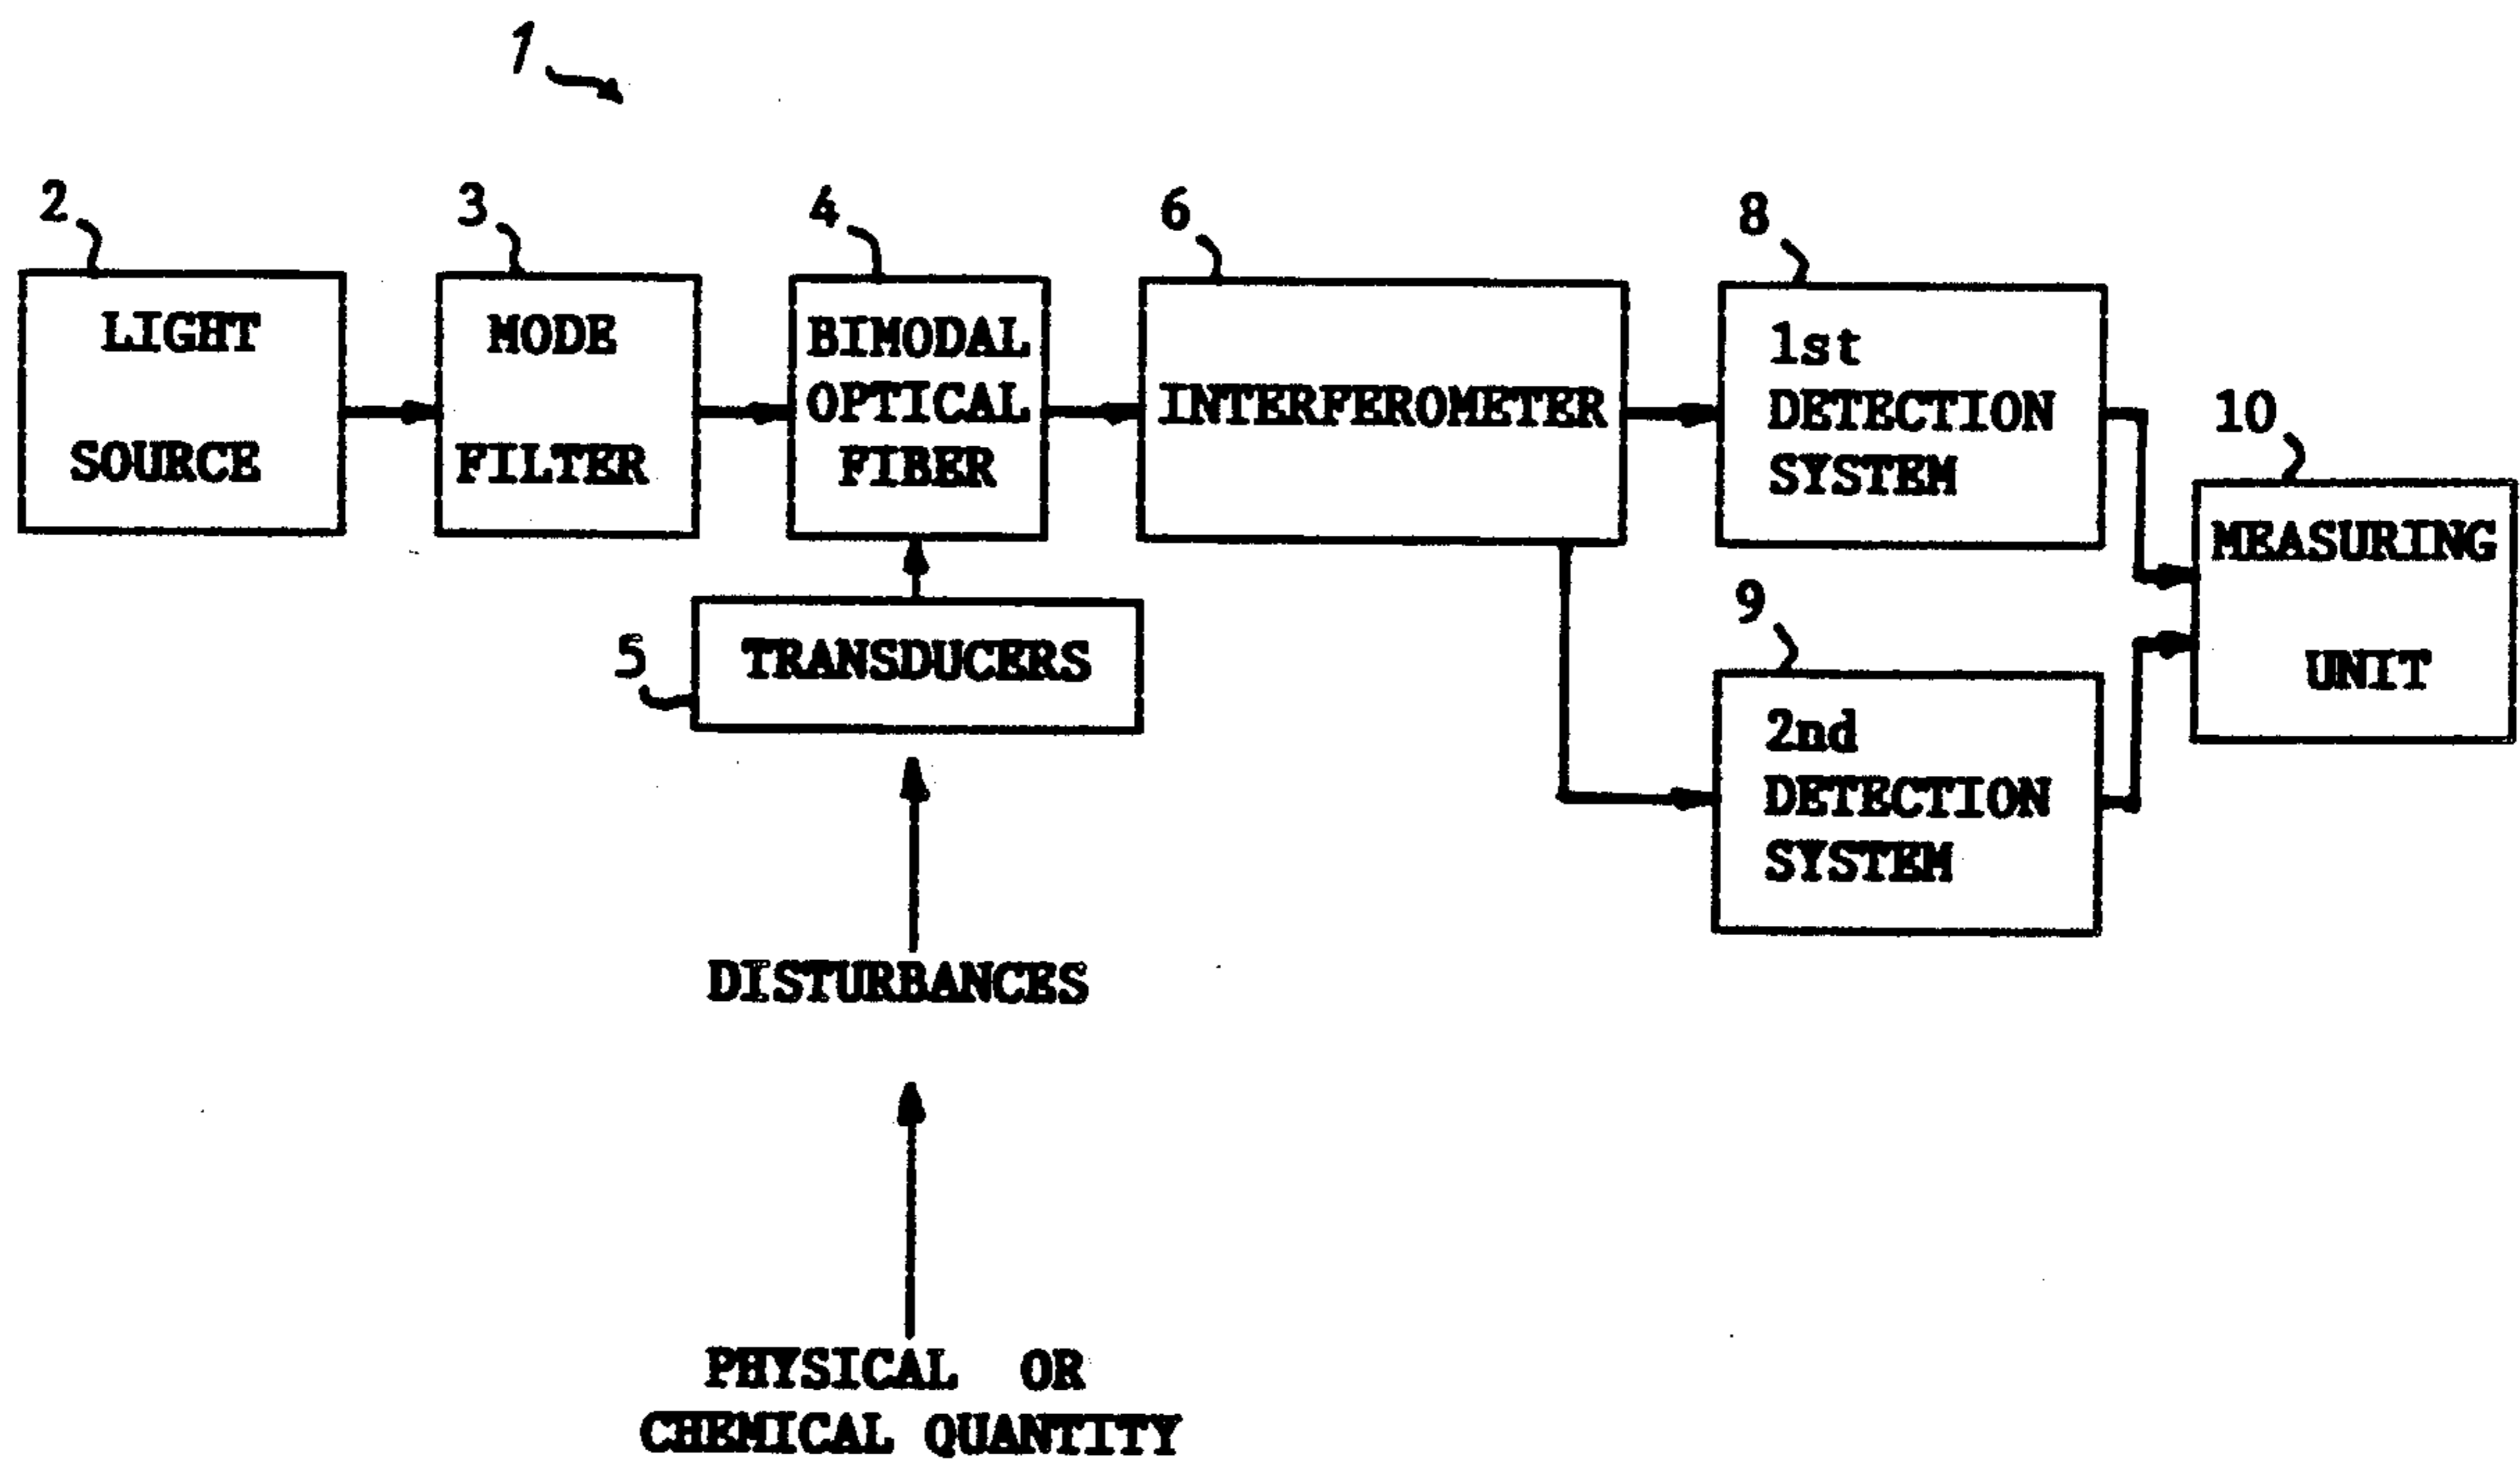 1
2
3
4
6
8
LIGHT
SOURCE
MODE
FILTER
BIMODAL
OPTICAL
FIBER
INTERFEROMETER
1st
DETECTION
SYSTEM
10
MEASURING
UNIT
5
TRANSDUCERS
9
2nd
DETECTION
SYSTEM
DISTURBANCES
PHYSICAL OR
CHEMICAL QUANTITY